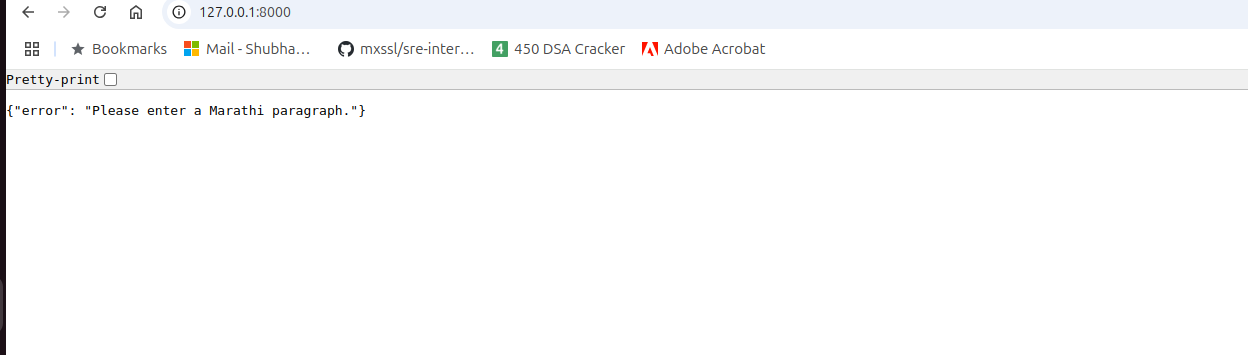 127.0.0.1:8000
Bookmarks Mail - Shubha... mxssl/sre-inter... 4 450 DSA Cracker Adobe Acrobat
Pretty-print
{"error": "Please enter a Marathi paragraph."}